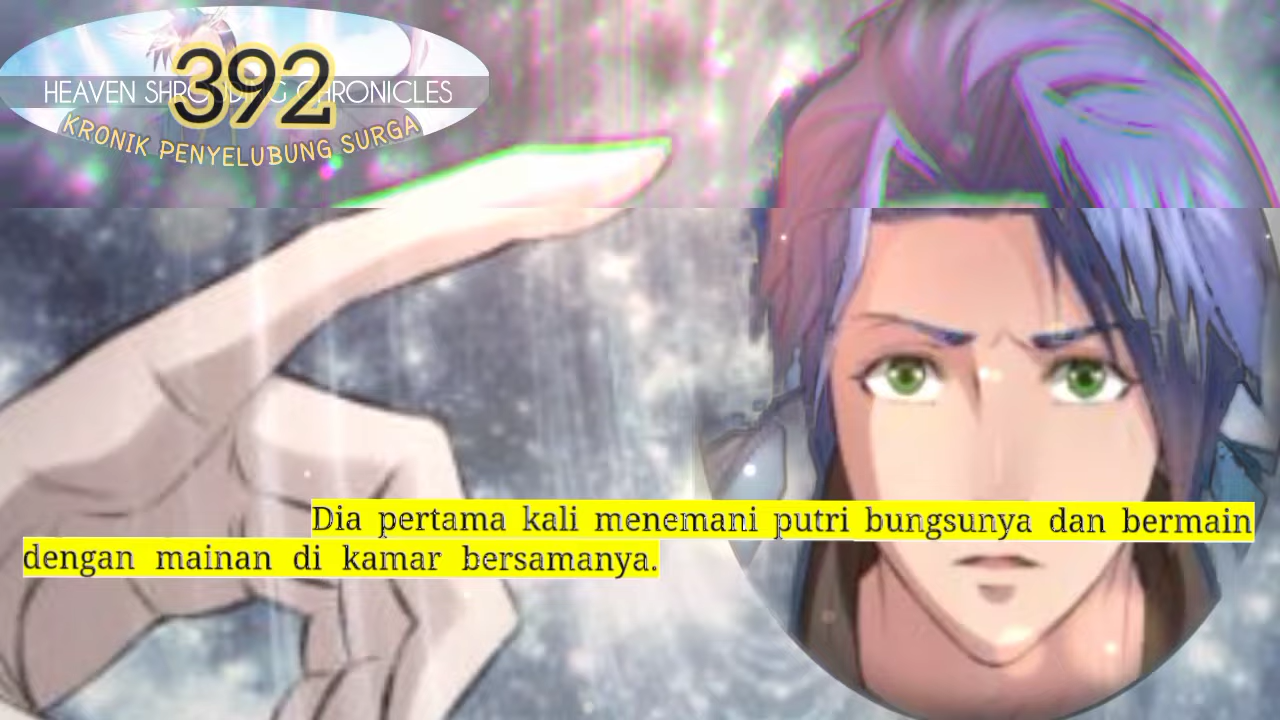 392
HEAVEN SHROUDING CHRONICLES
KRONIK PENYELUBUNG SURGA
Dia pertama kali menemani putri bungsunya dan bermain
dengan mainan di kamar bersamanya.